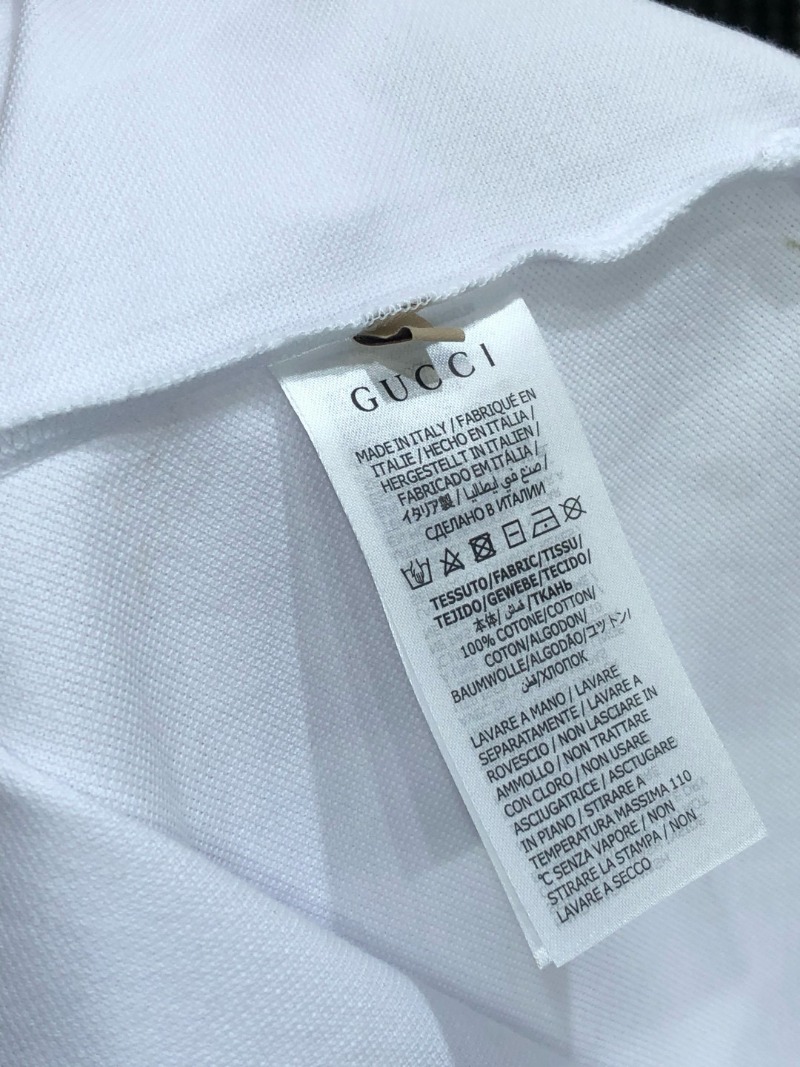 GUCCI
MADE IN ITALY / FABRIQUÉ EN
ITALIE / HECHO EN ITALIA /
HERGESTELLT IN ITALIEN /
FABRICADO EM ITALIA /
イタリア製 / صنع في إيطاليا /
СДЕЛАНО В ИТАЛИИ
TESSUTO/FABRIC/TISSU/
TEJIDO/GEWEBE/TECIDO/
本体/ قماش /ТКАНЬ
100% COTONE/COTTON/
COTON/ALGODON/
BAUMWOLLE/ALGODÃO/コットン/
قطن/ХЛОПОК
LAVARE A MANO / LAVARE
SEPARATAMENTE / LAVARE A
ROVESCIO / NON LASCIARE IN
AMMOLLO / NON TRATTARE
CON CLORO / NON USARE
ASCIUGATRICE / ASCTUGARE
IN PIANO / STIRARE A
TEMPERATURA MASSIMA 110
°C SENZA VAPORE / NON
STIRARE LA STAMPA / NON
LAVARE A SECCO